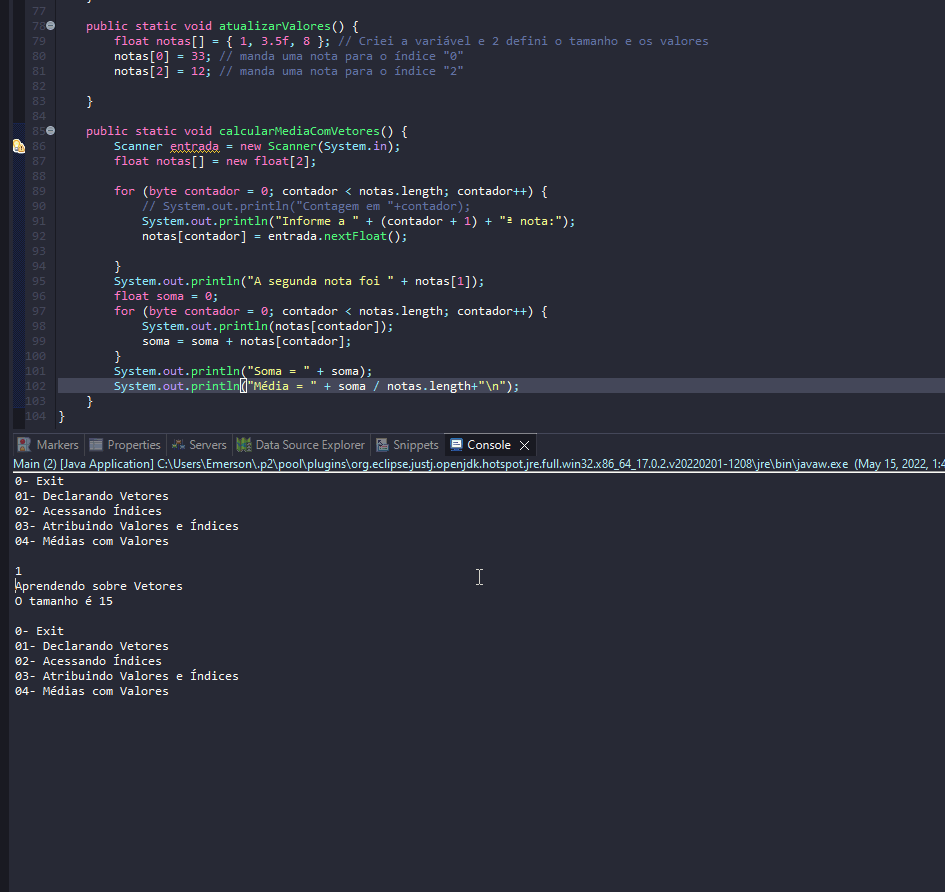 77 }
78 public static void atualizarValores() {
79 float notas[] = { 1, 3.5f, 8 }; // Criei a variável e 2 defini o tamanho e os valores
80 notas[0] = 33; // manda uma nota para o índice "0"
81 notas[2] = 12; // manda uma nota para o índice "2"
82
83 }
84
85 public static void calcularMediaComVetores() {
86 Scanner entrada = new Scanner(System.in);
87 float notas[] = new float[2];
88
89 for (byte contador = 0; contador < notas.length; contador++) {
90 // System.out.println("Contagem em "+contador);
91 System.out.println("Informe a " + (contador + 1) + "ª nota:");
92 notas[contador] = entrada.nextFloat();
93
94 }
95 System.out.println("A segunda nota foi " + notas[1]);
96 float soma = 0;
97 for (byte contador = 0; contador < notas.length; contador++) {
98 System.out.println(notas[contador]);
99 soma = soma + notas[contador];
100 }
101 System.out.println("Soma = " + soma);
102 System.out.println("Média = " + soma / notas.length+"\n");
103 }
104 }
Markers Properties Servers Data Source Explorer Snippets Console
Main (2) [Java Application] C:\Users\Emerson\.p2\pool\plugins\org.eclipse.justj.openjdk.hotspot.jre.full.win32.x86_64_17.0.2.v20220201-1208\jre\bin\javaw.exe (May 15, 2022, 1:4
0- Exit
01- Declarando Vetores
02- Acessando Índices
03- Atribuindo Valores e Índices
04- Médias com Valores
1
Aprendendo sobre Vetores
O tamanho é 15
0- Exit
01- Declarando Vetores
02- Acessando Índices
03- Atribuindo Valores e Índices
04- Médias com Valores